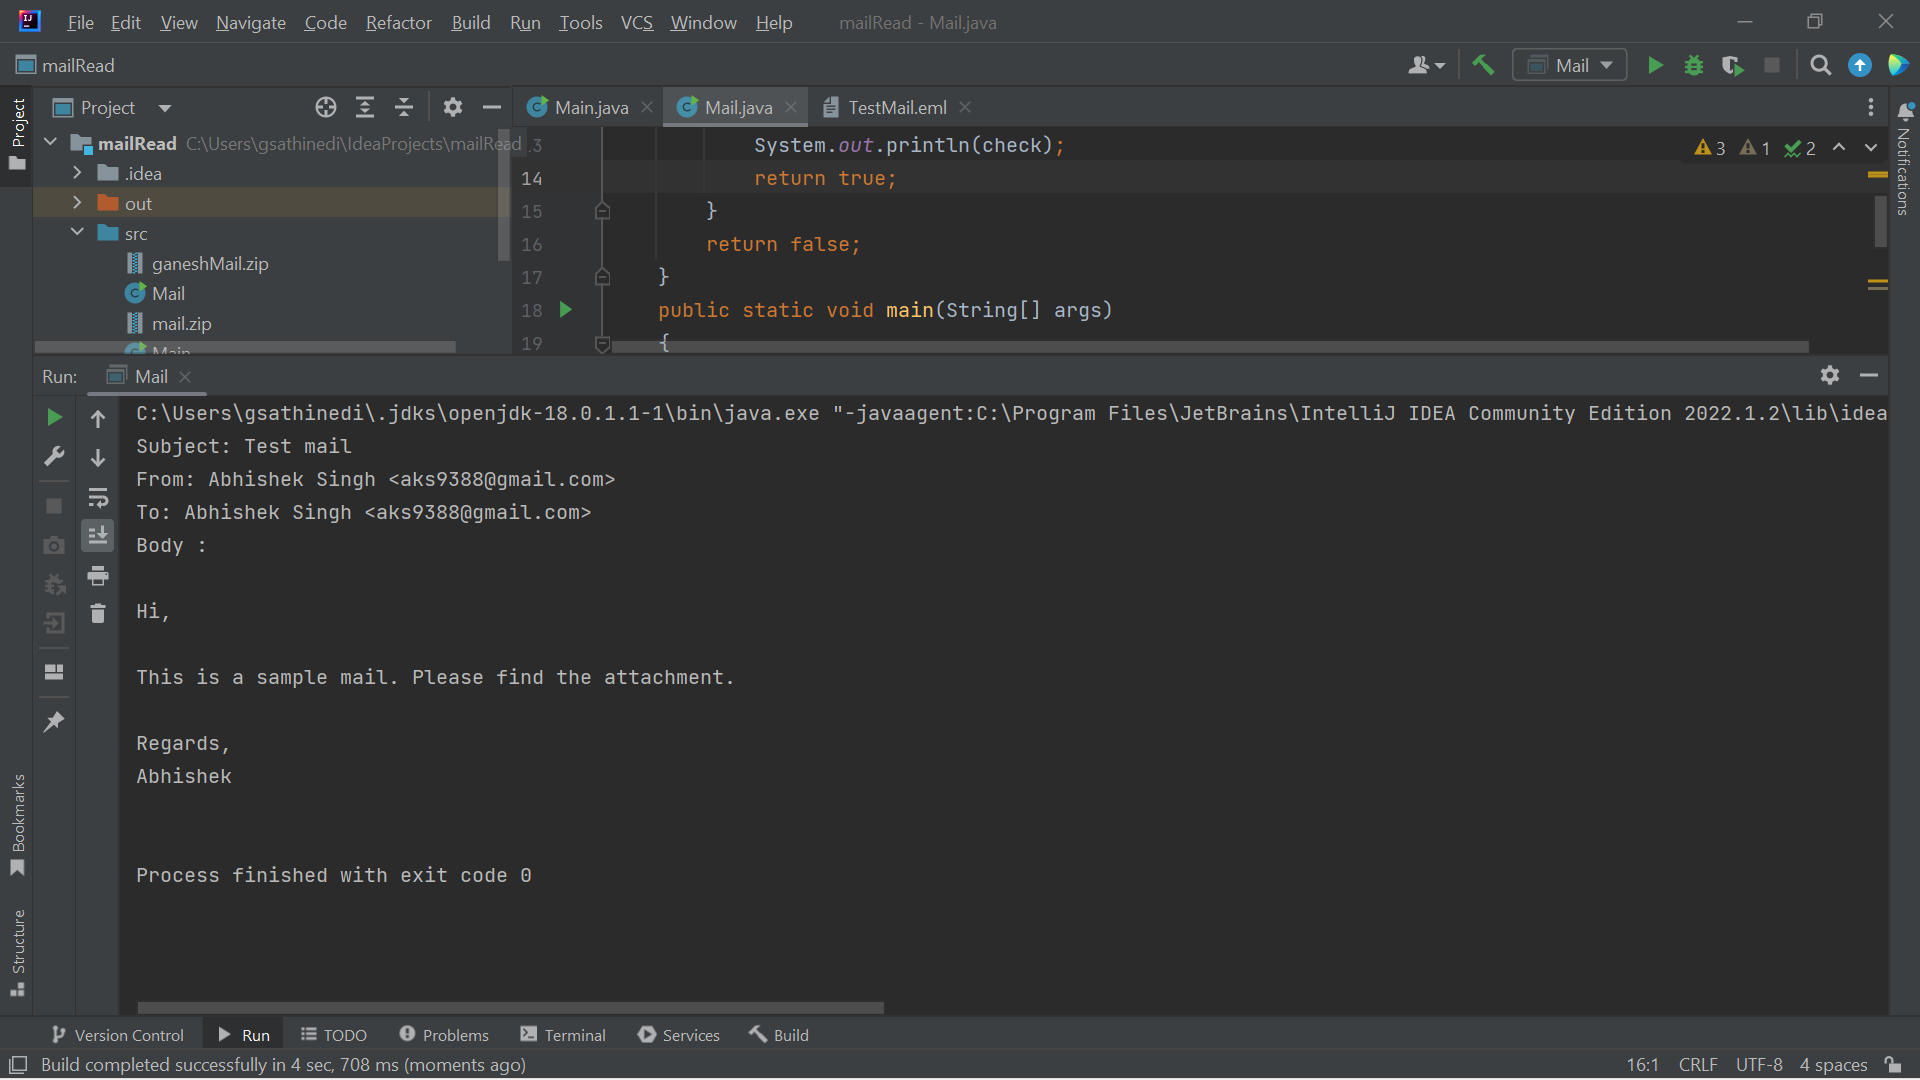 File Edit View Navigate Code Refactor Build Run Tools VCS Window Help mailRead - Mail.java
mailRead
Mail
Project
Project
mailRead C:\Users\gsathinedi\IdeaProjects\mailRead
.idea
out
src
ganeshMail.zip
Mail
mail.zip
Main
Main.java
Mail.java
TestMail.eml
3 1 2
Notifications
.3 System.out.println(check);
14 return true;
15 }
16 return false;
17 }
18 public static void main(String[] args)
19 {
Run: Mail
C:\Users\gsathinedi\.jdks\openjdk-18.0.1.1-1\bin\java.exe "-javaagent:C:\Program Files\JetBrains\IntelliJ IDEA Community Edition 2022.1.2\lib\idea
Subject: Test mail
From: Abhishek Singh <aks9388@gmail.com>
To: Abhishek Singh <aks9388@gmail.com>
Body :
Hi,
This is a sample mail. Please find the attachment.
Regards,
Abhishek
Process finished with exit code 0
Bookmarks
Structure
Version Control Run TODO Problems Terminal Services Build
Build completed successfully in 4 sec, 708 ms (moments ago)
16:1 CRLF UTF-8 4 spaces